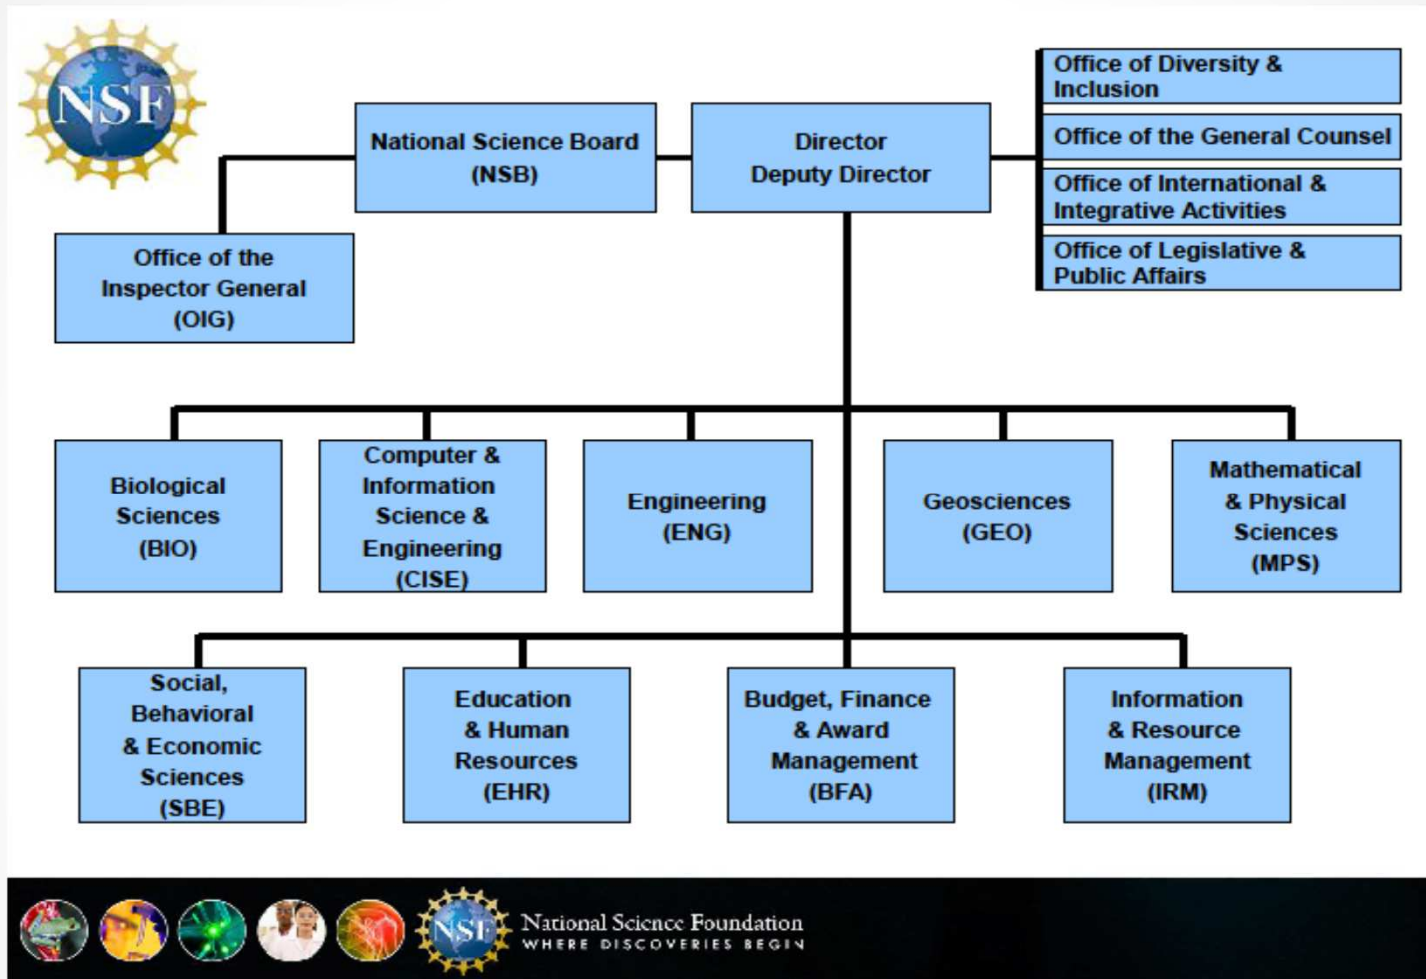 NSF
National Science Board
(NSB)
Director
Deputy Director
Office of Diversity &
Inclusion
Office of the General Counsel
Office of International &
Integrative Activities
Office of Legislative &
Public Affairs
Office of the
Inspector General
(OIG)
Biological
Sciences
(BIO)
Computer &
Information
Science &
Engineering
(CISE)
Engineering
(ENG)
Geosciences
(GEO)
Mathematical
& Physical
Sciences
(MPS)
Social,
Behavioral
& Economic
Sciences
(SBE)
Education
& Human
Resources
(EHR)
Budget, Finance
& Award
Management
(BFA)
Information
& Resource
Management
(IRM)
NSF
National Science Foundation
WHERE DISCOVERIES BEGIN